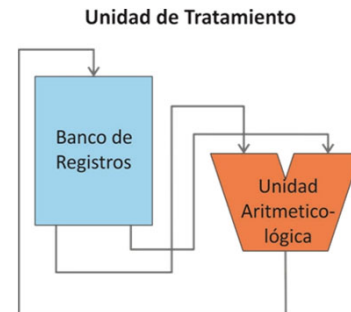 Unidad de Tratamiento
Banco de
Registros
Unidad
Aritmetico-
lógica